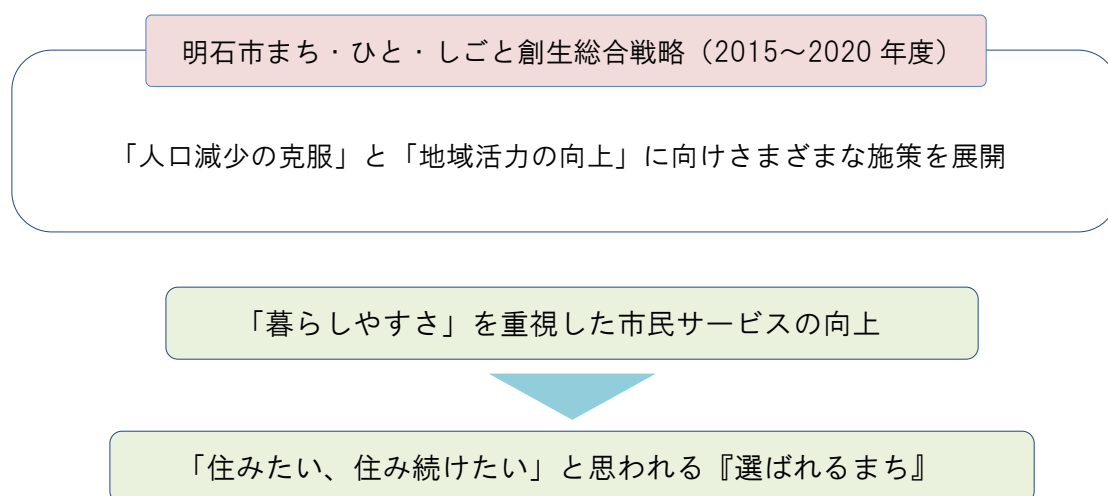 明石市まち・ひと・しごと創生総合戦略（2015～2020 年度）
「人口減少の克服」と「地域活力の向上」に向けさまざまな施策を展開
「暮らしやすさ」を重視した市民サービスの向上
「住みたい、住み続けたい」と思われる『選ばれるまち』